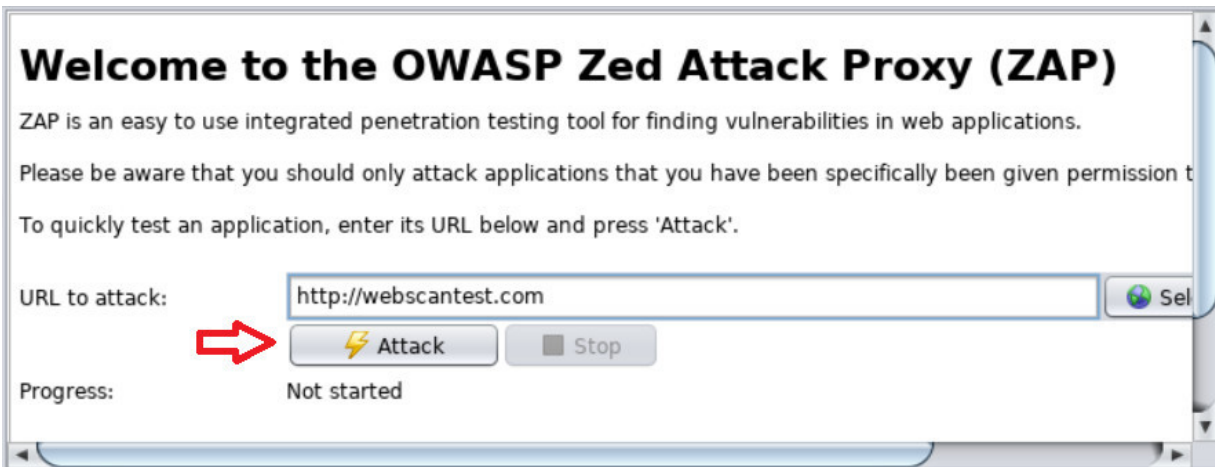 Welcome to the OWASP Zed Attack Proxy (ZAP)
ZAP is an easy to use integrated penetration testing tool for finding vulnerabilities in web applications.
Please be aware that you should only attack applications that you have been specifically been given permission t
To quickly test an application, enter its URL below and press 'Attack'.
URL to attack: http://webscantest.com Sel
Attack Stop
Progress: Not started